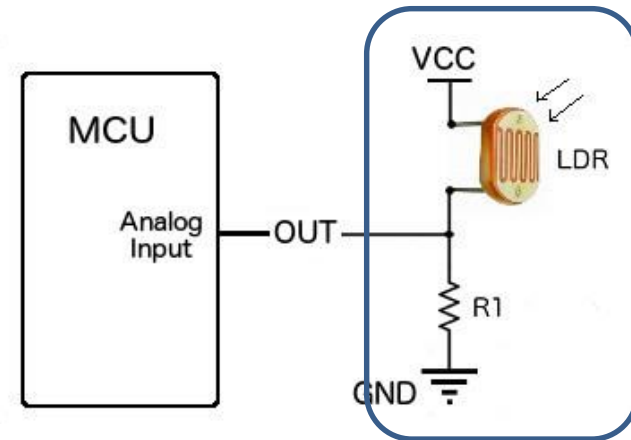 MCU
Analog
Input
OUT
VCC
LDR
R1
GND